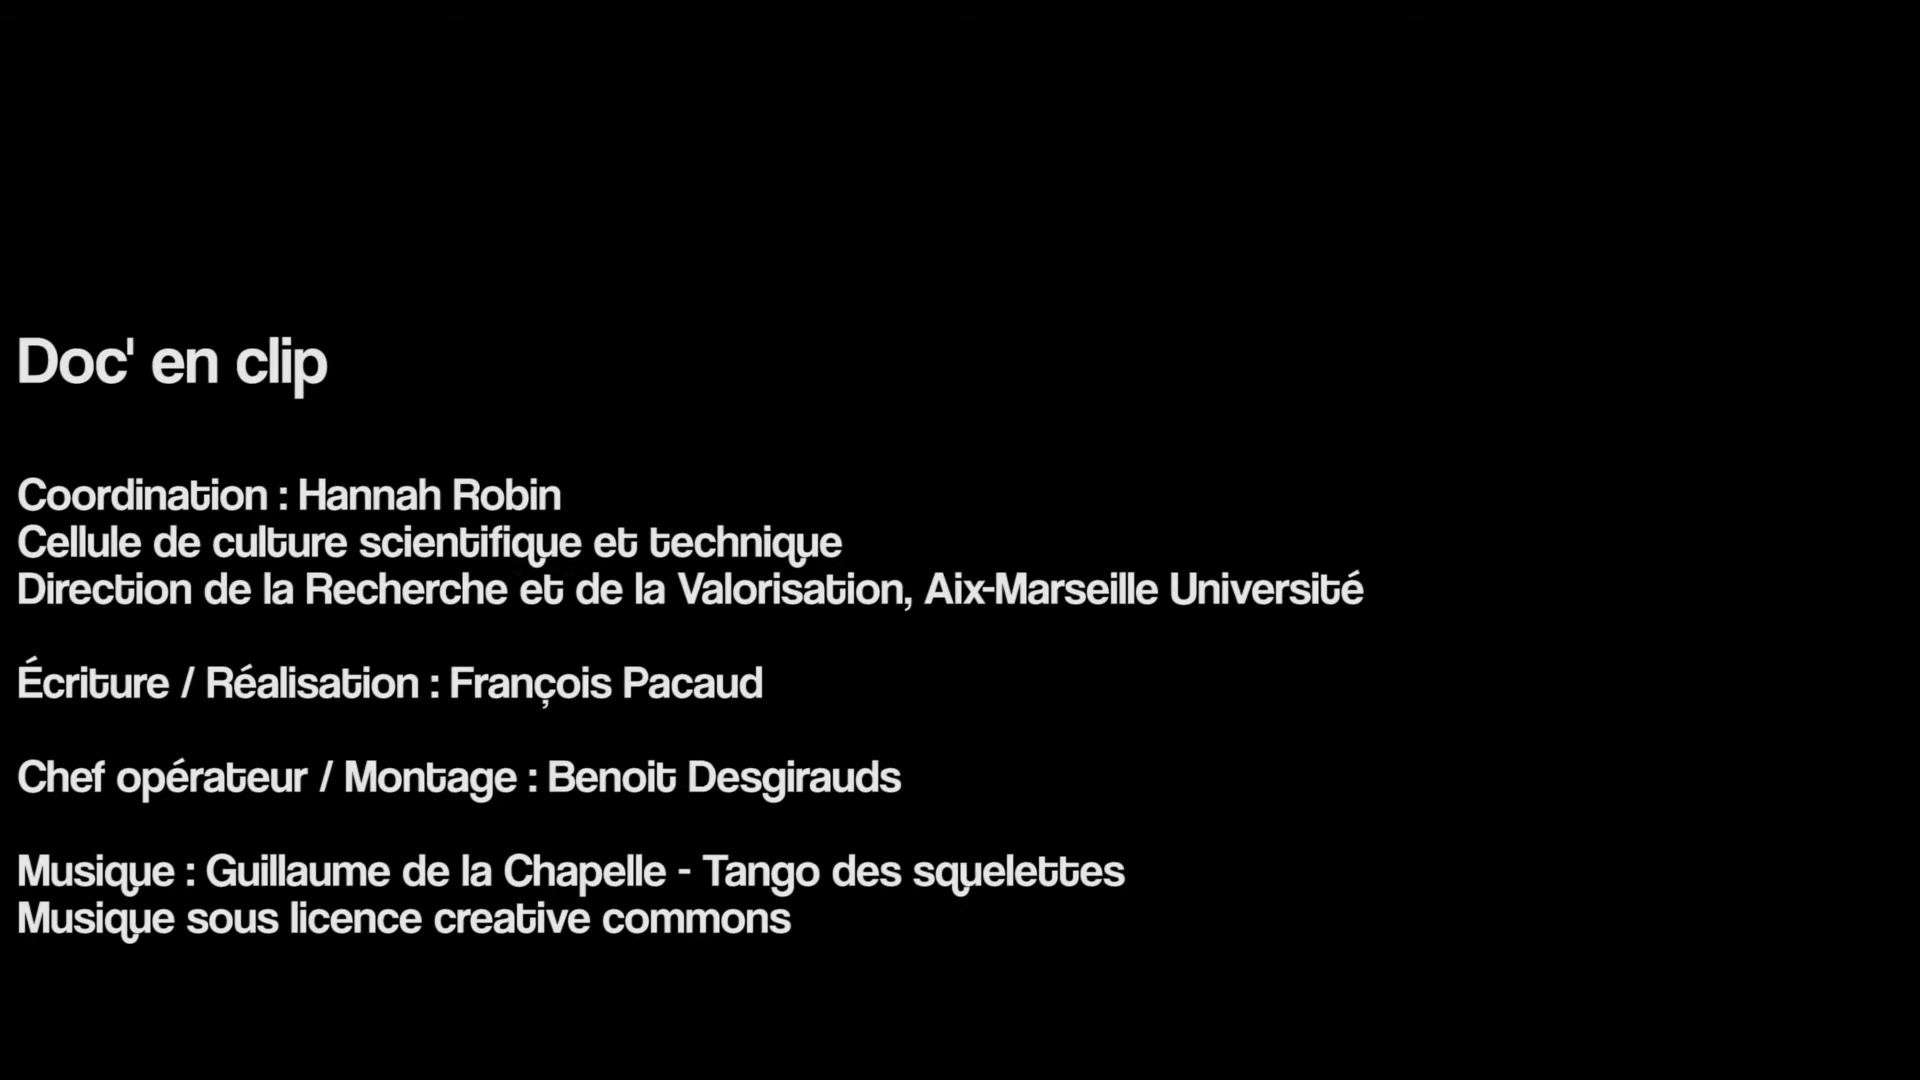 Doc' en clip
Coordination : Hannah Robin
Cellule de culture scientifique et technique
Direction de la Recherche et de la Valorisation, Aix-Marseille Université
Écriture / Réalisation : François Pacaud
Chef opérateur / Montage : Benoit Desgirauds
Musique : Guillaume de la Chapelle - Tango des squelettes
Musique sous licence creative commons